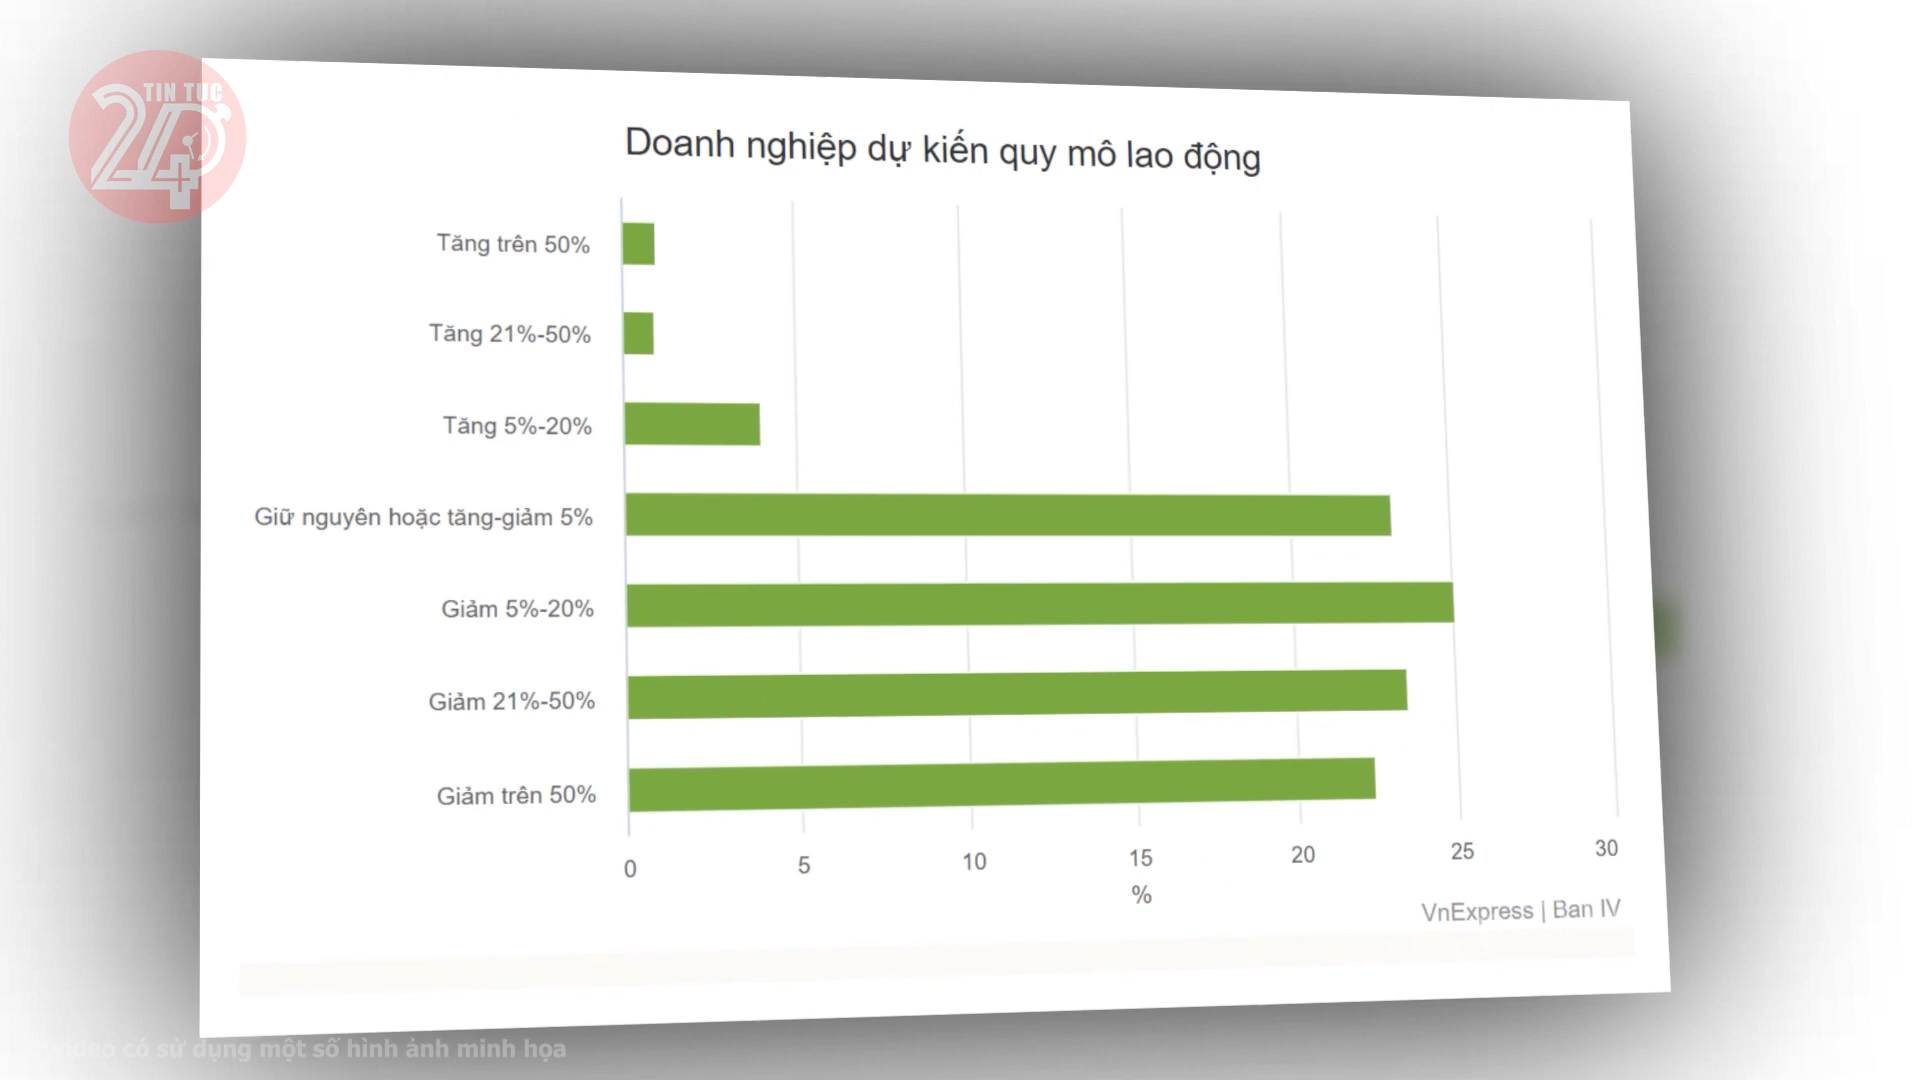 TIN TỨC
24
Doanh nghiệp dự kiến quy mô lao động
Tăng trên 50%
Tăng 21%-50%
Tăng 5%-20%
Giữ nguyên hoặc tăng-giảm 5%
Giảm 5%-20%
Giảm 21%-50%
Giảm trên 50%
0 5 10 15 20 25 30
%
VnExpress | Ban IV
video có sử dụng một số hình ảnh minh họa